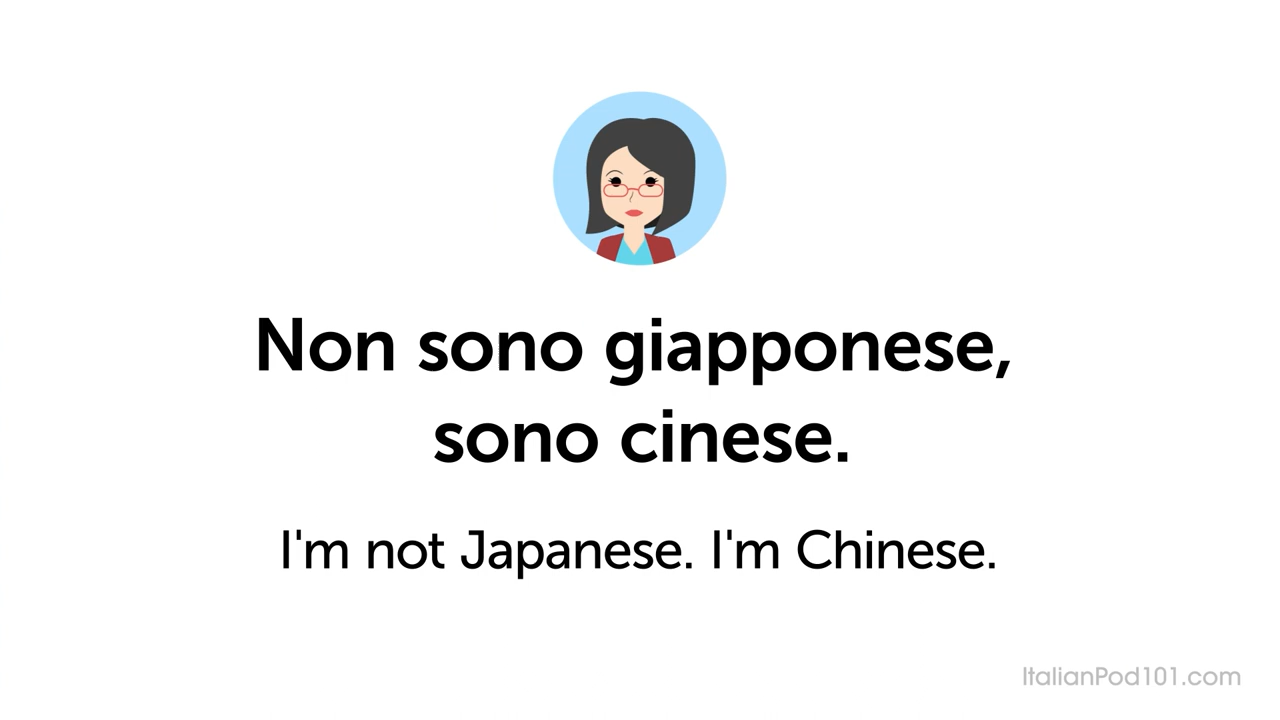 Non sono giapponese,
sono cinese.
I'm not Japanese. I'm Chinese.
ItalianPod101.com